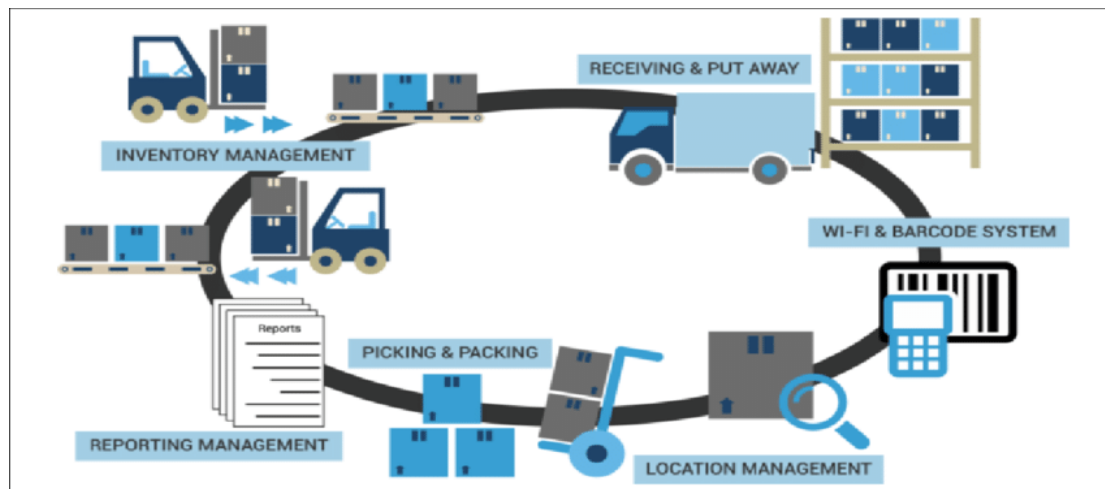 RECEIVING & PUT AWAY
INVENTORY MANAGEMENT
WI-FI & BARCODE SYSTEM
Reports
PICKING & PACKING
REPORTING MANAGEMENT
LOCATION MANAGEMENT